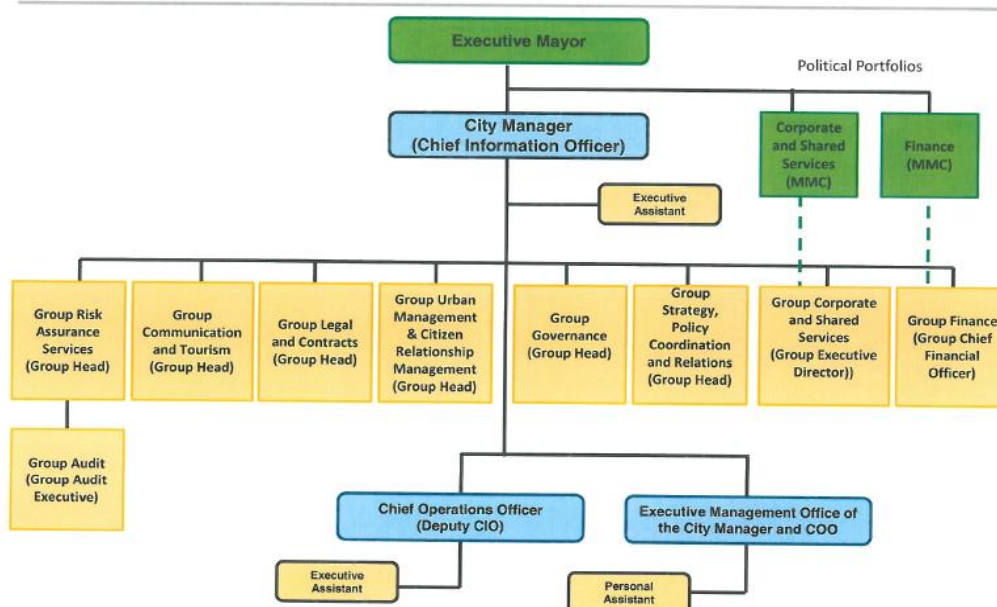 Executive Mayor
Political Portfolios
City Manager
(Chief Information Officer)
Corporate
and Shared
Services
(MMC)
Finance
(MMC)
Executive
Assistant
Group Risk
Assurance
Services
(Group Head)
Group
Communication
and Tourism
(Group Head)
Group Legal
and Contracts
(Group Head)
Group Urban
Management
& Citizen
Relationship
Management
(Group Head)
Group
Governance
(Group Head)
Group
Strategy,
Policy
Coordination
and Relations
(Group Head)
Group Corporate
and Shared
Services
(Group Executive
Director))
Group Finance
(Group Chief
Financial
Officer)
Group Audit
(Group Audit
Executive)
Chief Operations Officer
(Deputy CIO)
Executive Management Office of
the City Manager and COO
Executive
Assistant
Personal
Assistant